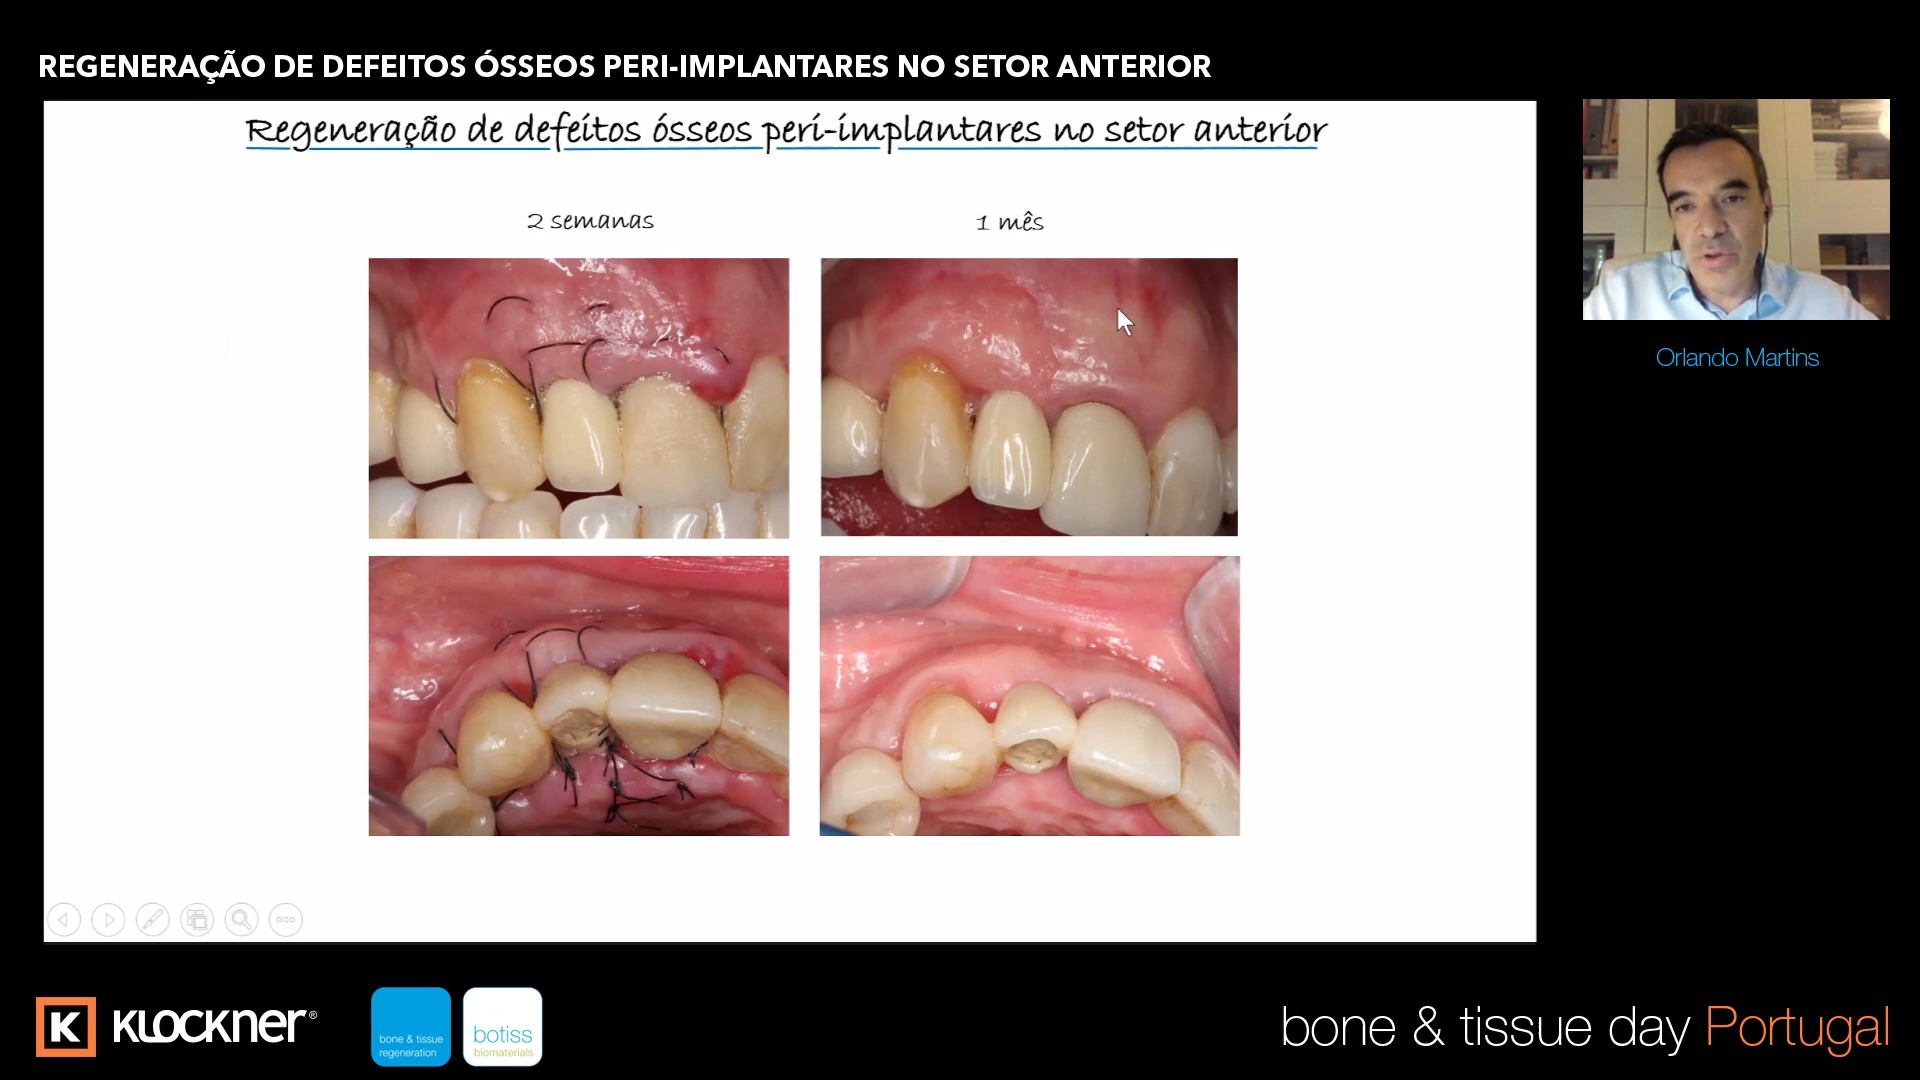 REGENERAÇÃO DE DEFEITOS ÓSSEOS PERI-IMPLANTARES NO SETOR ANTERIOR
Regeneração de defeitos ósseos peri-implantares no setor anterior
2 semanas
1 mês
Orlando Martins
K KLOCKNER®
bone & tissue
regeneration
botiss
biomaterials
bone & tissue day Portugal